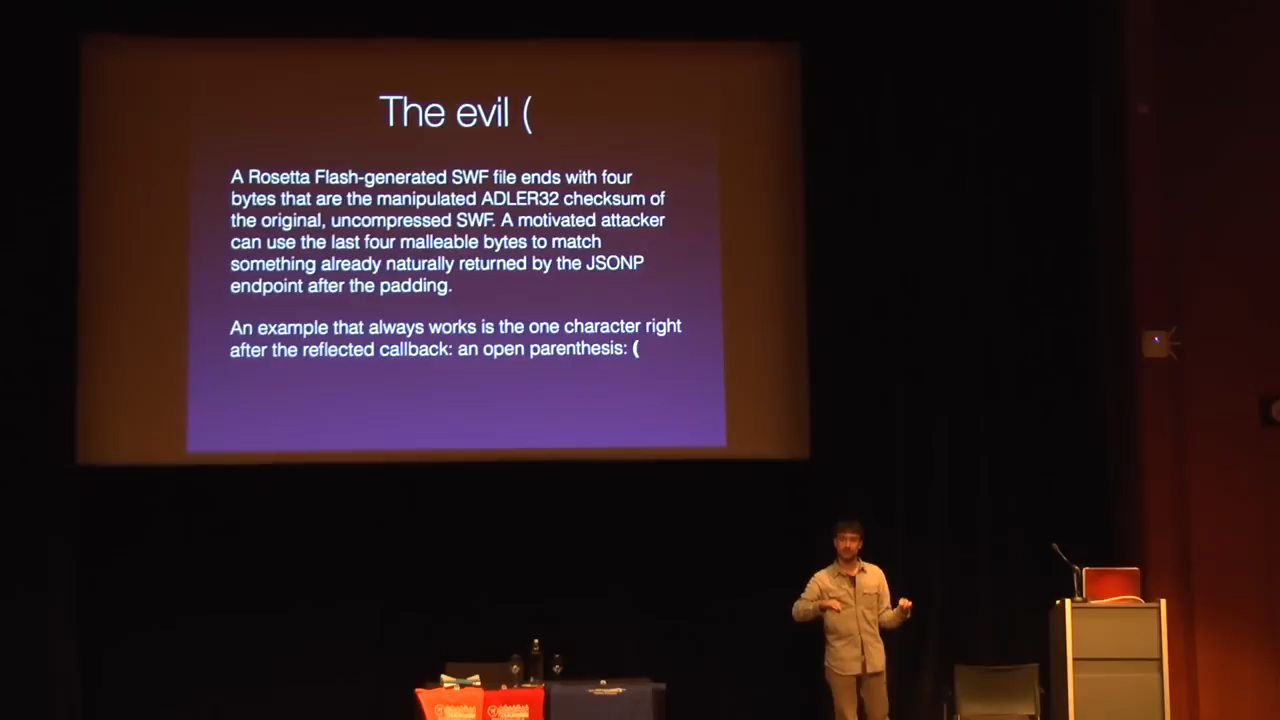 The evil (
A Rosetta Flash-generated SWF file ends with four
bytes that are the manipulated ADLER32 checksum of
the original, uncompressed SWF. A motivated attacker
can use the last four malleable bytes to match
something already naturally returned by the JSONP
endpoint after the padding.
An example that always works is the one character right
after the reflected callback: an open parenthesis: (